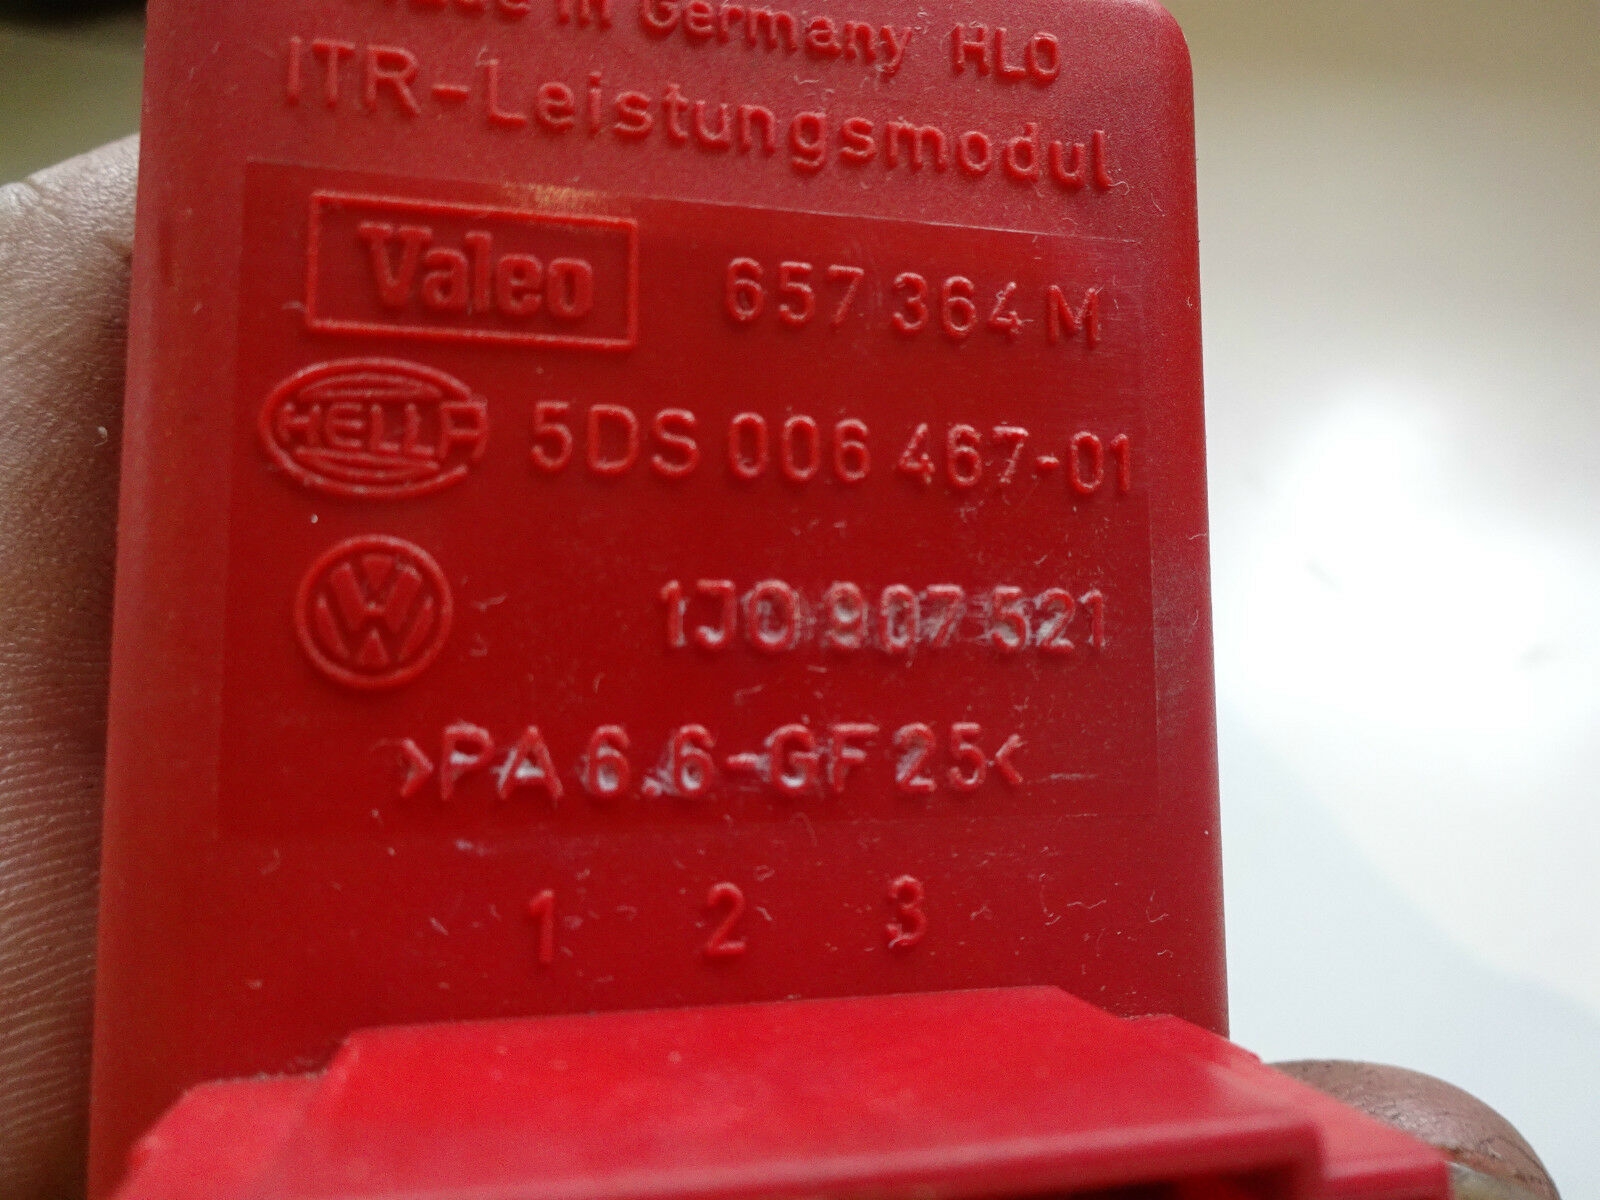 Made in Germany HLO
ITR-Leistungsmodul
Valeo 657 364 M
HELLA 5DS 006 467-01
VW 1J0 907 521
>PA 6.6-GF 25<
1 2 3